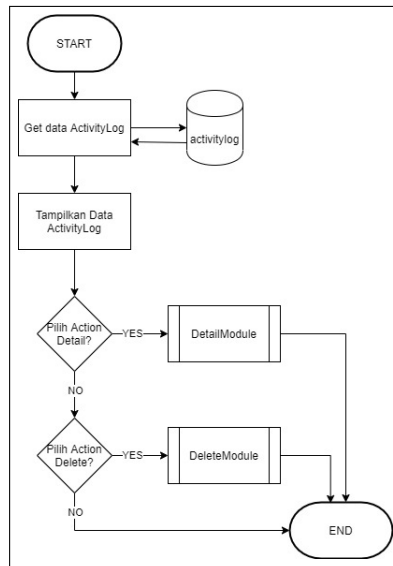 START
Get data ActivityLog
activitylog
Tampilkan Data
ActivityLog
Pilih Action
Detail?
YES
DetailModule
NO
Pilih Action
Delete?
YES
DeleteModule
NO
END